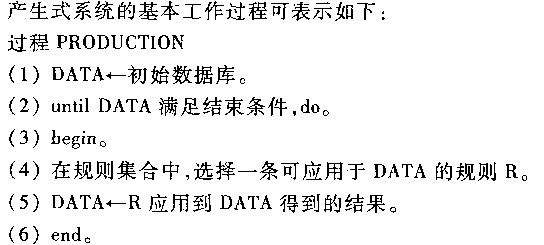 产生式系统的基本工作过程可表示如下：
过程 PRODUCTION
(1) DATA←初始数据库。
(2) until DATA 满足结束条件,do。
(3) begin。
(4) 在规则集合中,选择一条可应用于 DATA 的规则 R。
(5) DATA←R 应用到 DATA 得到的结果。
(6) end。